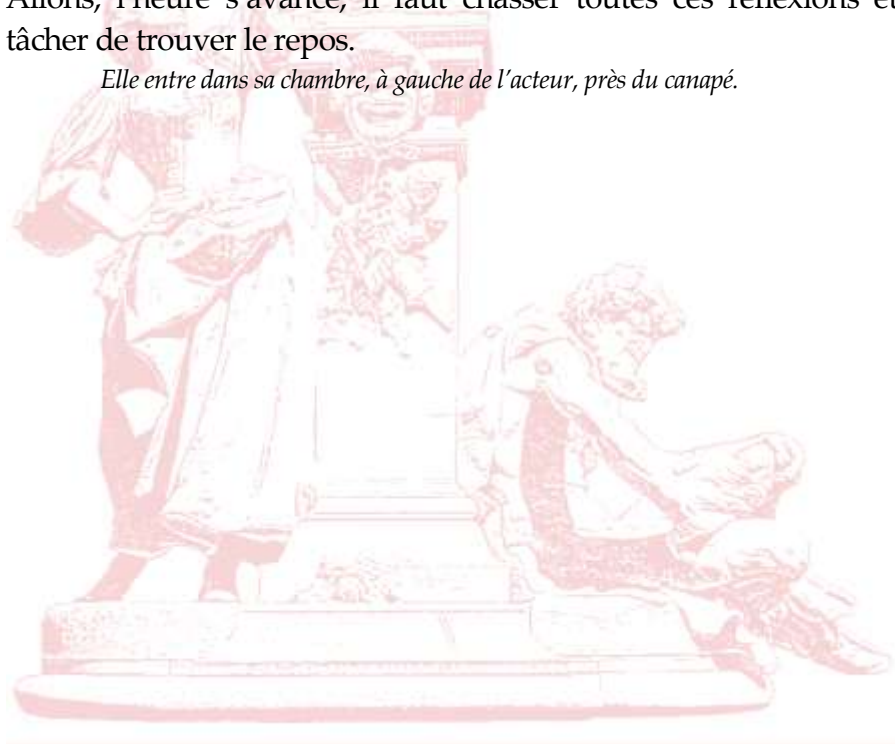 Allons, l'heure s'avance, il faut chasser toutes ces réflexions et
tâcher de trouver le repos.
Elle entre dans sa chambre, à gauche de l'acteur, près du canapé.